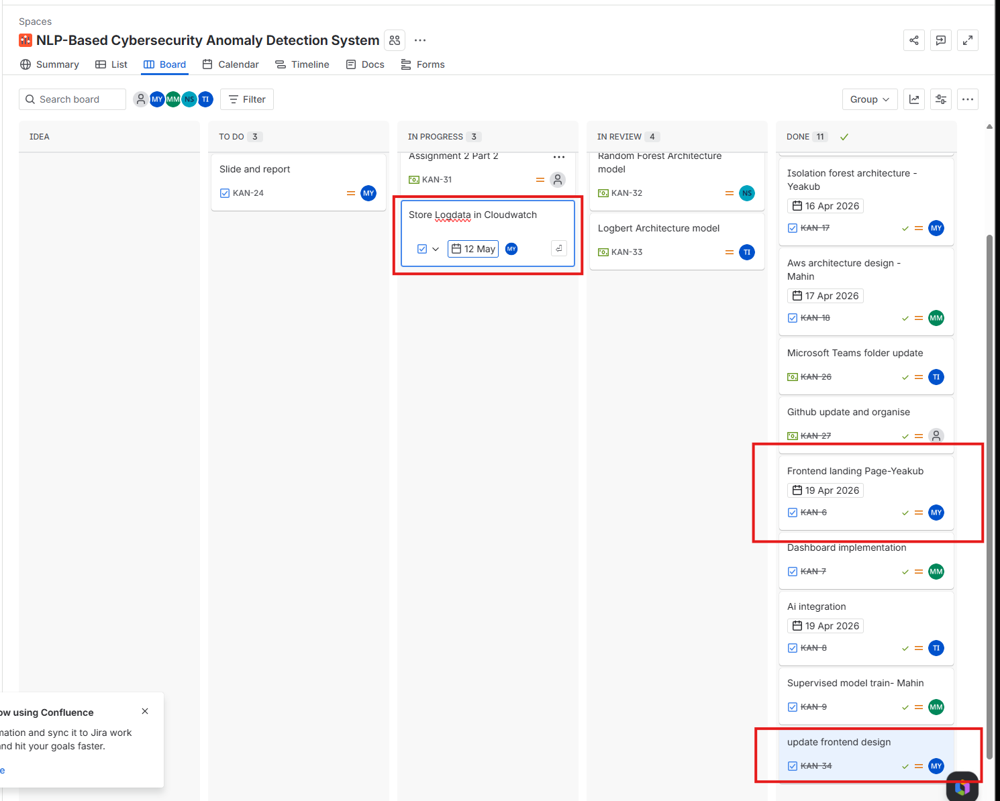 Spaces
NLP-Based Cybersecurity Anomaly Detection System
Summary
List
Board
Calendar
Timeline
Docs
Forms
Search board
MY
MM
NS
TI
Filter
Group
IDEA
TO DO 3
Slide and report
KAN-24
MY
IN PROGRESS 3
Assignment 2 Part 2
KAN-31
Store Logdata in Cloudwatch
12 May
MY
IN REVIEW 4
Random Forest Architecture
model
KAN-32
NS
Logbert Architecture model
KAN-33
TI
DONE 11
Isolation forest architecture -
Yeakub
16 Apr 2026
KAN-17
MY
Aws architecture design -
Mahin
17 Apr 2026
KAN-18
MM
Microsoft Teams folder update
KAN-26
TI
Github update and organise
KAN-27
Frontend landing Page-Yeakub
19 Apr 2026
KAN-6
MY
Dashboard implementation
KAN-7
MM
Ai integration
19 Apr 2026
KAN-8
TI
Supervised model train- Mahin
KAN-9
MM
update frontend design
KAN-34
MY
ow using Confluence
mation and sync it to Jira work
and hit your goals faster.
e